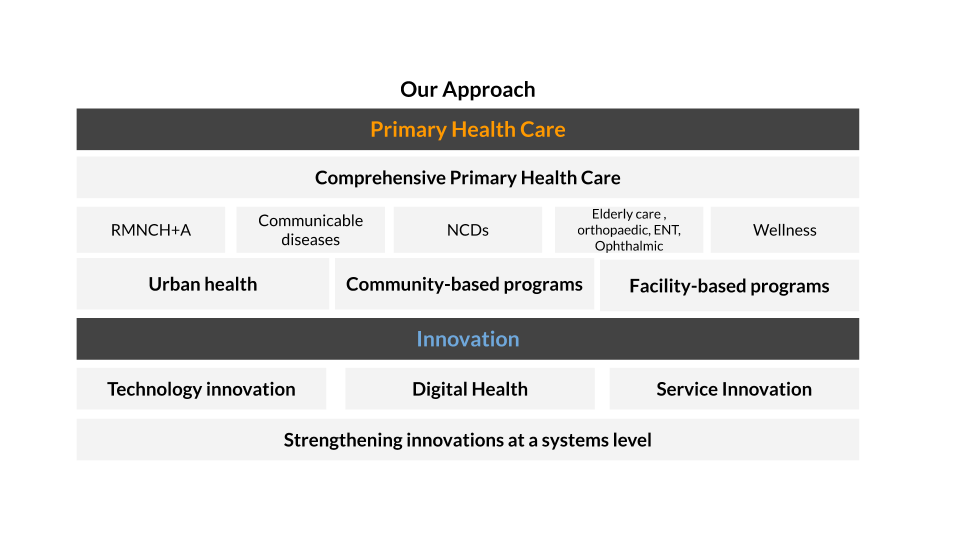 Our Approach
Primary Health Care
Comprehensive Primary Health Care
RMNCH+A
Communicable
diseases
NCDs
Elderly care ,
orthopaedic, ENT,
Ophthalmic
Wellness
Urban health
Community-based programs
Facility-based programs
Innovation
Technology innovation
Digital Health
Service Innovation
Strengthening innovations at a systems level